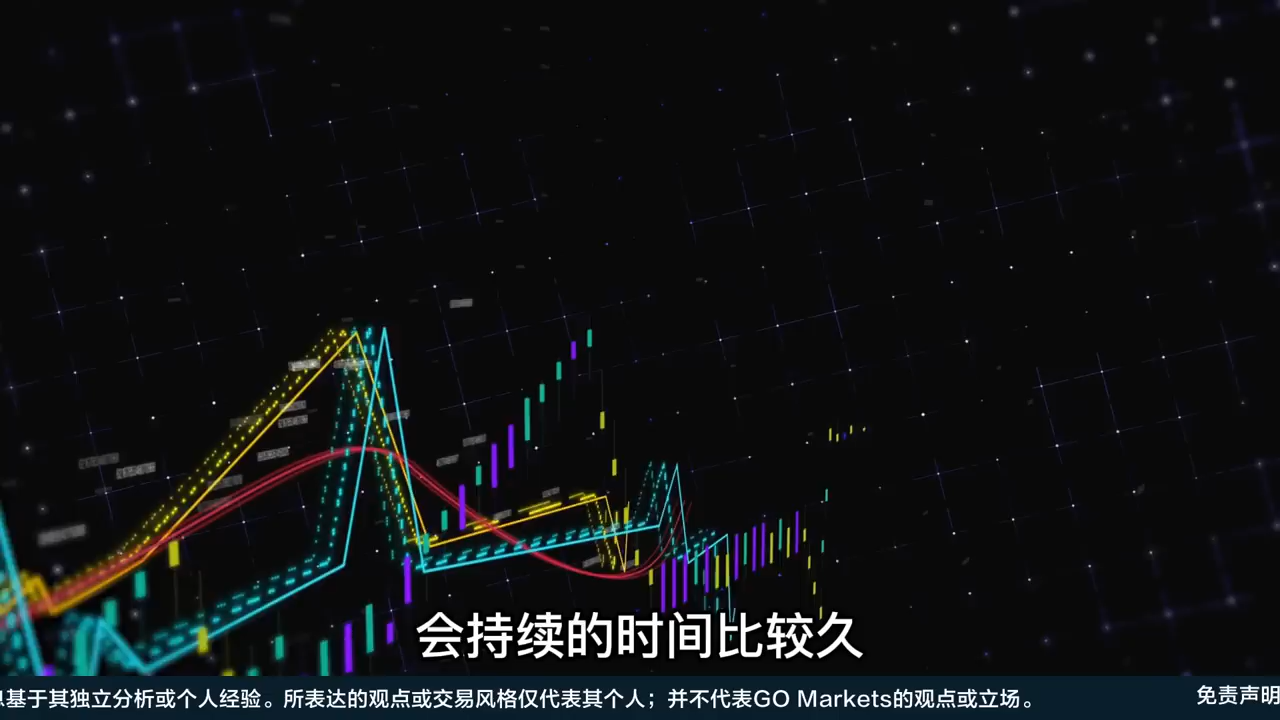 会持续的时间比较久
基于其独立分析或个人经验。所表达的观点或交易风格仅代表其个人；并不代表GO Markets的观点或立场。 免责声明